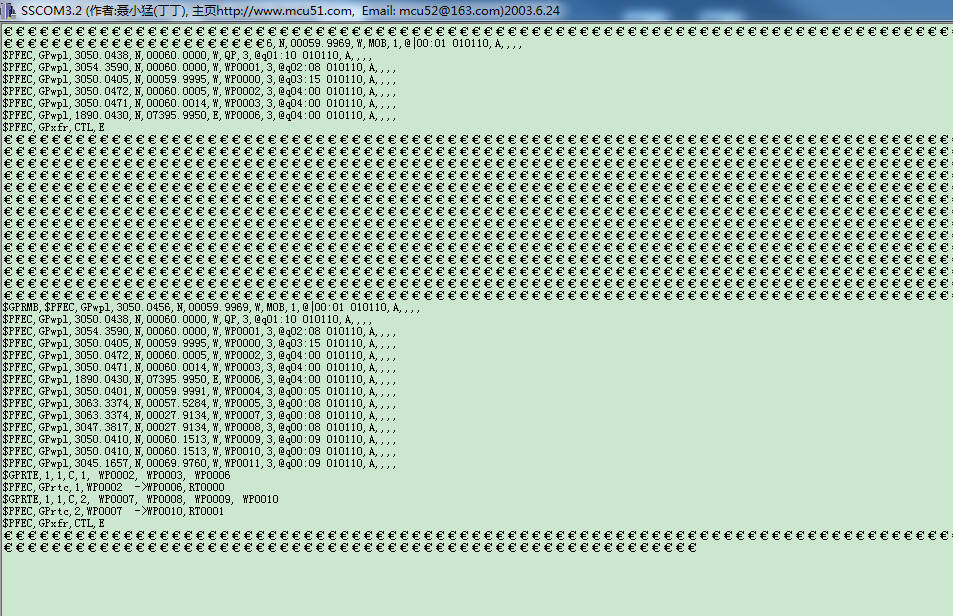 SSCOM3.2 (作者:聂小猛(丁丁), 主页http://www.mcu51.com, Email: mcu52@163.com)2003.6.24
€€€€€€€€€€€€€€€€€€€€€€€€€€€€€€€€€€€€€€€€€€€€€€€€€€€€€€€€€€€€€€€€€€€€€€€€€€€€€€€
€€€€€€€€€€€€€€€€€€€€€€6,N,00059.9969,W,MOB,1,@|00:01 010110,A,,,,
$PFEC,GPwpl,3050.0438,N,00060.0000,W,QP,3,@q01:10 010110,A,,,,
$PFEC,GPwpl,3054.3590,N,00060.0000,W,WP0001,3,@q02:08 010110,A,,,,
$PFEC,GPwpl,3050.0405,N,00059.9995,W,WP0000,3,@q03:15 010110,A,,,,
$PFEC,GPwpl,3050.0472,N,00060.0005,W,WP0002,3,@q04:00 010110,A,,,,
$PFEC,GPwpl,3050.0471,N,00060.0014,W,WP0003,3,@q04:00 010110,A,,,,
$PFEC,GPwpl,1890.0430,N,07395.9950,E,WP0006,3,@q04:00 010110,A,,,,
$PFEC,GPxfr,CTL,E
€€€€€€€€€€€€€€€€€€€€€€€€€€€€€€€€€€€€€€€€€€€€€€€€€€€€€€€€€€€€€€€€€€€€€€€€€€€€€€€
€€€€€€€€€€€€€€€€€€€€€€€€€€€€€€€€€€€€€€€€€€€€€€€€€€€€€€€€€€€€€€€€€€€€€€€€€€€€€€€
€€€€€€€€€€€€€€€€€€€€€€€€€€€€€€€€€€€€€€€€€€€€€€€€€€€€€€€€€€€€€€€€€€€€€€€€€€€€€€€
€€€€€€€€€€€€€€€€€€€€€€€€€€€€€€€€€€€€€€€€€€€€€€€€€€€€€€€€€€€€€€€€€€€€€€€€€€€€€€€
€€€€€€€€€€€€€€€€€€€€€€€€€€€€€€€€€€€€€€€€€€€€€€€€€€€€€€€€€€€€€€€€€€€€€€€€€€€€€€€
€€€€€€€€€€€€€€€€€€€€€€€€€€€€€€€€€€€€€€€€€€€€€€€€€€€€€€€€€€€€€€€€€€€€€€€€€€€€€€€
€€€€€€€€€€€€€€€€€€€€€€€€€€€€€€€€€€€€€€€€€€€€€€€€€€€€€€€€€€€€€€€€€€€€€€€€€€€€€€€
€€€€€€€€€€€€€€€€€€€€€€€€€€€€€€€€€€€€€€€€€€€€€€€€€€€€€€€€€€€€€€€€€€€€€€€€€€€€€€€
€€€€€€€€€€€€€€€€€€€€€€€€€€€€€€€€€€€€€€€€€€€€€€€€€€€€€€€€€€€€€€€€€€€€€€€€€€€€€€€
€€€€€€€€€€€€€€€€€€€€€€€€€€€€€€€€€€€€€€€€€€€€€€€€€€€€€€€€€€€€€€€€€€€€€€€€€€€€€€€
€€€€€€€€€€€€€€€€€€€€€€€€€€€€€€€€€€€€€€€€€€€€€€€€€€€€€€€€€€€€€€€€€€€€€€€€€€€€€€€
€€€€€€€€€€€€€€€€€€€€€€€€€€€€€€€€€€€€€€€€€€€€€€€€€€€€€€€€€€€€€€€€€€€€€€€€€€€€€€€
€€€€€€€€€€€€€€€€€€€€€€€€€€€€€€€€€€€€€€€€€€€€€€€€€€€€€€€€€€€€€€€€€€€€€€€€€€€€€€€
€€€€€€€€€€€€€€€€€€€€€€€€€€€€€€€€€€€€€€€€€€€€€€€€€€€€€€€€€€€€€€€€€€€€€€€€€€€€€€€
$GPRMB,$PFEC,GPwpl,3050.0456,N,00059.9969,W,MOB,1,@|00:01 010110,A,,,,
$PFEC,GPwpl,3050.0438,N,00060.0000,W,QP,3,@q01:10 010110,A,,,,
$PFEC,GPwpl,3054.3590,N,00060.0000,W,WP0001,3,@q02:08 010110,A,,,,
$PFEC,GPwpl,3050.0405,N,00059.9995,W,WP0000,3,@q03:15 010110,A,,,,
$PFEC,GPwpl,3050.0472,N,00060.0005,W,WP0002,3,@q04:00 010110,A,,,,
$PFEC,GPwpl,3050.0471,N,00060.0014,W,WP0003,3,@q04:00 010110,A,,,,
$PFEC,GPwpl,1890.0430,N,07395.9950,E,WP0006,3,@q04:00 010110,A,,,,
$PFEC,GPwpl,3050.0401,N,00059.9991,W,WP0004,3,@q00:05 010110,A,,,,
$PFEC,GPwpl,3063.3374,N,00057.5284,W,WP0005,3,@q00:08 010110,A,,,,
$PFEC,GPwpl,3063.3374,N,00027.9134,W,WP0007,3,@q00:08 010110,A,,,,
$PFEC,GPwpl,3047.3817,N,00027.9134,W,WP0008,3,@q00:08 010110,A,,,,
$PFEC,GPwpl,3050.0410,N,00060.1513,W,WP0009,3,@q00:09 010110,A,,,,
$PFEC,GPwpl,3050.0410,N,00060.1513,W,WP0010,3,@q00:09 010110,A,,,,
$PFEC,GPwpl,3045.1657,N,00069.9760,W,WP0011,3,@q00:09 010110,A,,,,
$GPRTE,1,1,C,1, WP0002, WP0003, WP0006
$PFEC,GPrtc,1,WP0002  ->WP0006,RT0000
$GPRTE,1,1,C,2, WP0007, WP0008, WP0009, WP0010
$PFEC,GPrtc,2,WP0007  ->WP0010,RT0001
$PFEC,GPxfr,CTL,E
€€€€€€€€€€€€€€€€€€€€€€€€€€€€€€€€€€€€€€€€€€€€€€€€€€€€€€€€€€€€€€€€€€€€€€€€€€€€€€€
€€€€€€€€€€€€€€€€€€€€€€€€€€€€€€€€€€€€€€€€€€€€€€€€€€€€€€€€€€